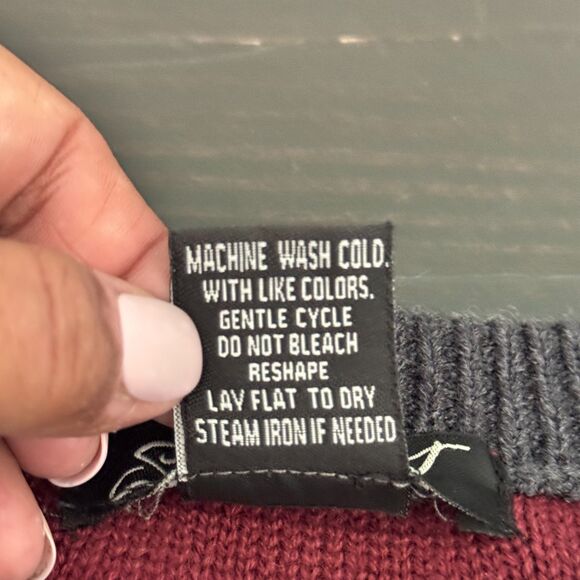 MACHINE WASH COLD.
WITH LIKE COLORS.
GENTLE CYCLE
DO NOT BLEACH
RESHAPE
LAY FLAT TO DRY
STEAM IRON IF NEEDED